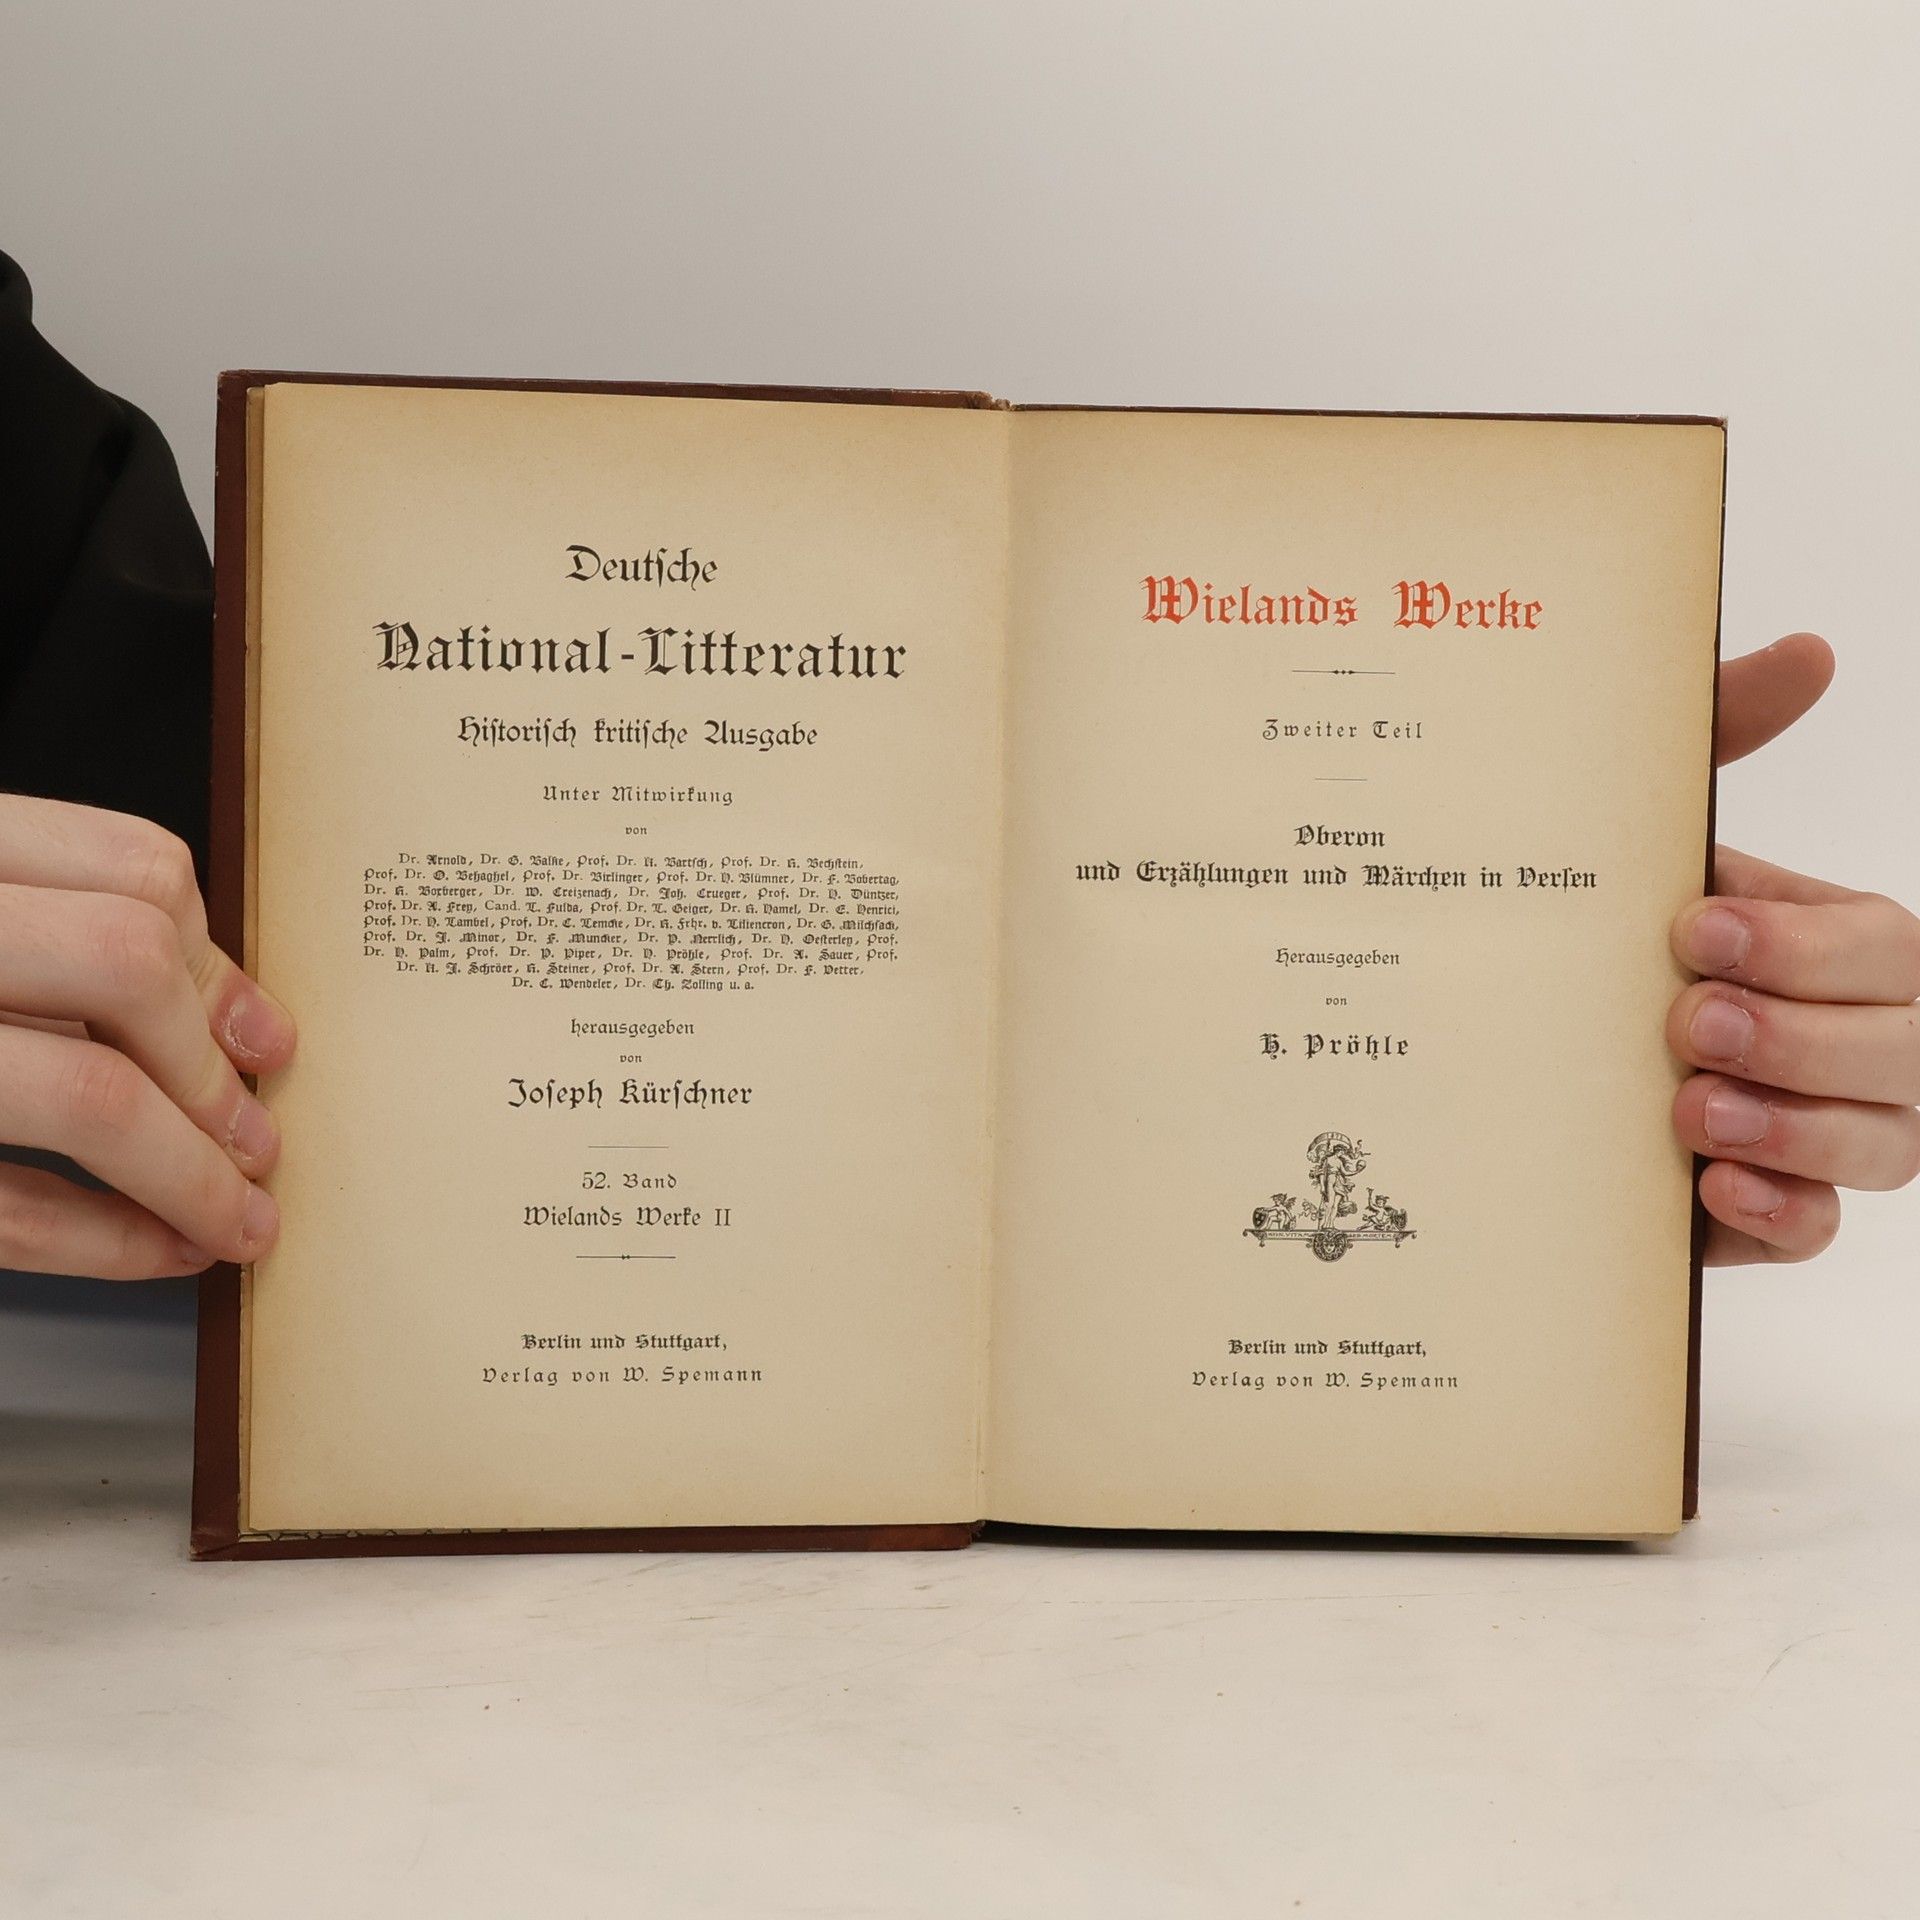 Deutsche
National-Litteratur
Historisch kritische Ausgabe
Unter Mitwirkung
von
Dr. Arnold, Dr. G. Balke, Prof. Dr. K. Bartsch, Prof. Dr. K. Bechstein,
Prof. Dr. O. Behaghel, Prof. Dr. Birlinger, Prof. Dr. H. Blümner, Dr. F. Bobertag,
Dr. K. Boxberger, Dr. W. Creizenach, Dr. Joh. Crueger, Prof. Dr. H. Düntzer,
Prof. Dr. A. Frey, Cand. L. Fulda, Prof. Dr. L. Geiger, Dr. K. Hamel, Dr. E. Henrici,
Prof. Dr. H. Lambel, Prof. Dr. C. Lemcke, Dr. R. Frhr. v. Liliencron, Dr. G. Milchsack,
Prof. Dr. J. Minor, Dr. F. Muncker, Dr. P. Nerrlich, Dr. H. Oesterley, Prof.
Dr. H. Palm, Prof. Dr. P. Piper, Dr. H. Pröhle, Prof. Dr. A. Sauer, Prof.
Dr. K. J. Schröer, R. Steiner, Prof. Dr. A. Stern, Prof. Dr. F. Vetter,
Dr. C. Wendeler, Dr. Th. Zolling u. a.
herausgegeben
von
Joseph Kürschner
52. Band
Wielands Werke II
Berlin und Stuttgart,
Verlag von W. Spemann
Wielands Werke
Zweiter Teil
Oberon
und Erzählungen und Märchen in Versen
Herausgegeben
von
H. Pröhle
Berlin und Stuttgart,
Verlag von W. Spemann